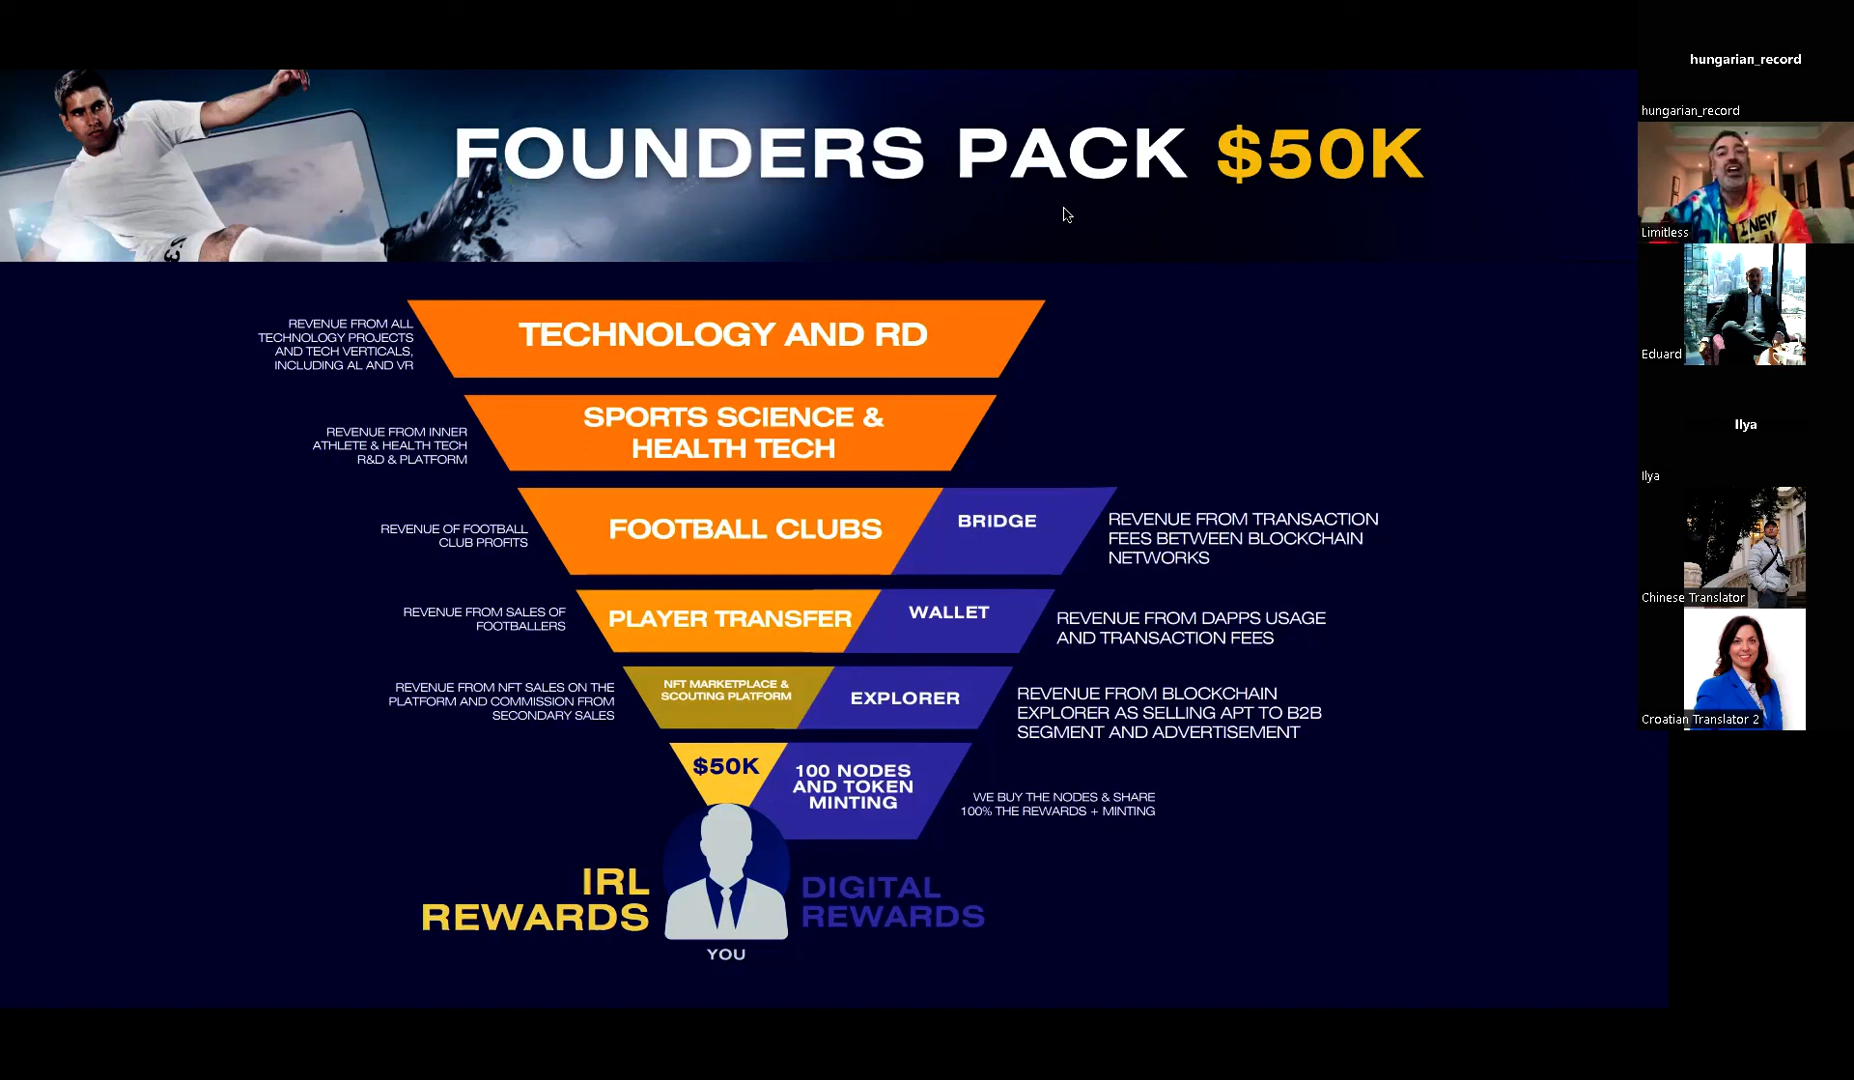 FOUNDERS PACK $50K
TECHNOLOGY AND RD
REVENUE FROM ALL
TECHNOLOGY PROJECTS
AND TECH VERTICALS,
INCLUDING AL AND VR
SPORTS SCIENCE &
HEALTH TECH
REVENUE FROM INNER
ATHLETE & HEALTH TECH
R&D & PLATFORM
FOOTBALL CLUBS
REVENUE OF FOOTBALL
CLUB PROFITS
BRIDGE
REVENUE FROM TRANSACTION
FEES BETWEEN BLOCKCHAIN
NETWORKS
PLAYER TRANSFER
REVENUE FROM SALES OF
FOOTBALLERS
WALLET
REVENUE FROM DAPPS USAGE
AND TRANSACTION FEES
NFT MARKETPLACE &
SCOUTING PLATFORM
REVENUE FROM NFT SALES ON THE
PLATFORM AND COMMISSION FROM
SECONDARY SALES
EXPLORER
REVENUE FROM BLOCKCHAIN
EXPLORER AS SELLING APT TO B2B
SEGMENT AND ADVERTISEMENT
$50K
100 NODES
AND TOKEN
MINTING
WE BUY THE NODES & SHARE
100% THE REWARDS + MINTING
IRL
REWARDS
DIGITAL
REWARDS
YOU
hungarian_record
hungarian_record
Limitless
Eduard
Ilya
Ilya
Chinese Translator
Croatian Translator 2